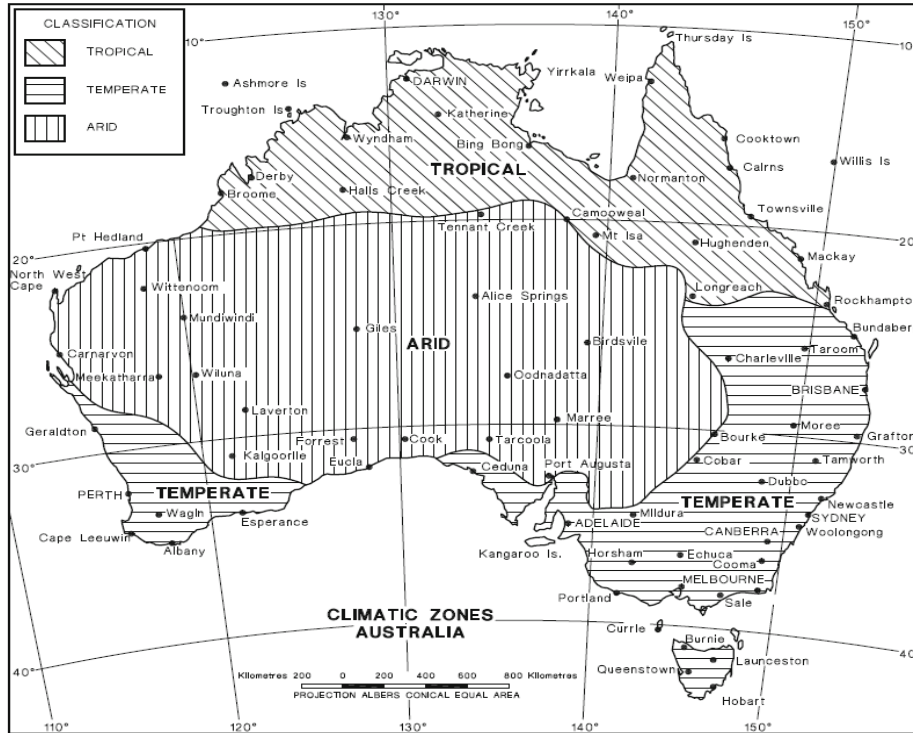 CLASSIFICATION
TROPICAL
TEMPERATE
ARID
130°
140°
150°
10°
10°
Thursday Is
Ashmore Is
DARWIN
Yirrkala
Weipa
Troughton Is
Katherine
Wyndham
Bing Bong
Cooktown
Cairns
Willis Is
TROPICAL
Derby
Normanton
Broome
Halls Creek
Townsville
Camooweal
Tennant Creek
Mt Isa
Pt Hedland
Hughenden
20°
20°
Mackay
North West
Cape
Wittenoom
Alice Springs
Longreach
Rockhampto
Mundiwindi
Giles
Bundaber
ARID
Birdsvile
Taroom
Carnarvon
Charleville
Meekatharra
Wiluna
Oodnadatta
BRISBANE
Laverton
Marree
Moree
Geraldton
Forrest
Cook
Tarcoola
Bourke
Grafton
30°
30°
Kalgoorlie
Eucla
Ceduna
Port Augusta
Cobar
Tamworth
TEMPERATE
Dubbo
PERTH
TEMPERATE
Newcastle
Wagin
Esperance
Mildura
SYDNEY
ADELAIDE
CANBERRA
Woolongong
Cape Leeuwin
Albany
Kangaroo Is.
Horsham
Echuca
Cooma
MELBOURNE
Portland
Sale
CLIMATIC ZONES
AUSTRALIA
Currie
Burnie
40°
40°
Launceston
Queenstown
Kilometres 200 0 200 400 600 800 Kilometres
PROJECTION ALBERS CONICAL EQUAL AREA
Hobart
110°
120°
130°
140°
150°